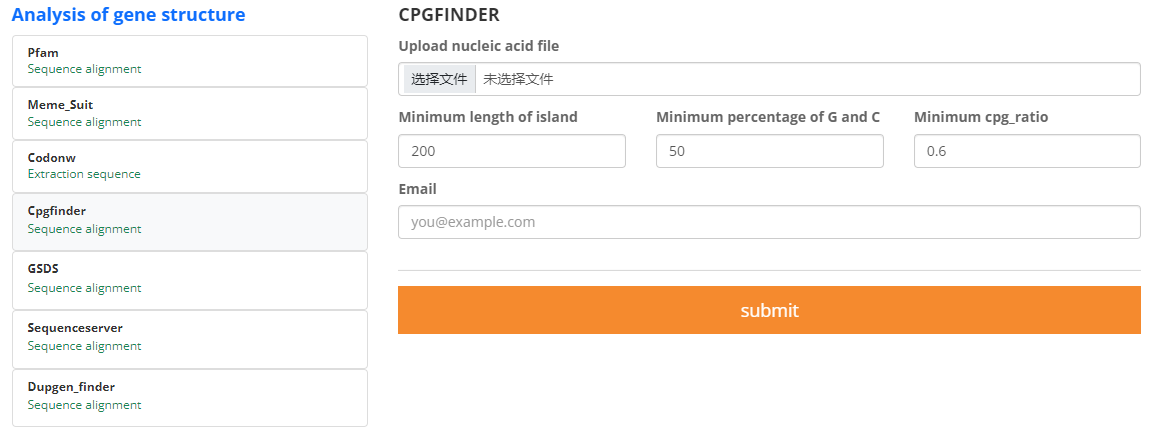 Analysis of gene structure
Pfam
Sequence alignment
Meme_Suit
Sequence alignment
Codonw
Extraction sequence
Cpgfinder
Sequence alignment
GSDS
Sequence alignment
Sequenceserver
Sequence alignment
Dupgen_finder
Sequence alignment
CPGFINDER
Upload nucleic acid file
选择文件 未选择文件
Minimum length of island Minimum percentage of G and C Minimum cpg_ratio
200 50 0.6
Email
you@example.com
submit